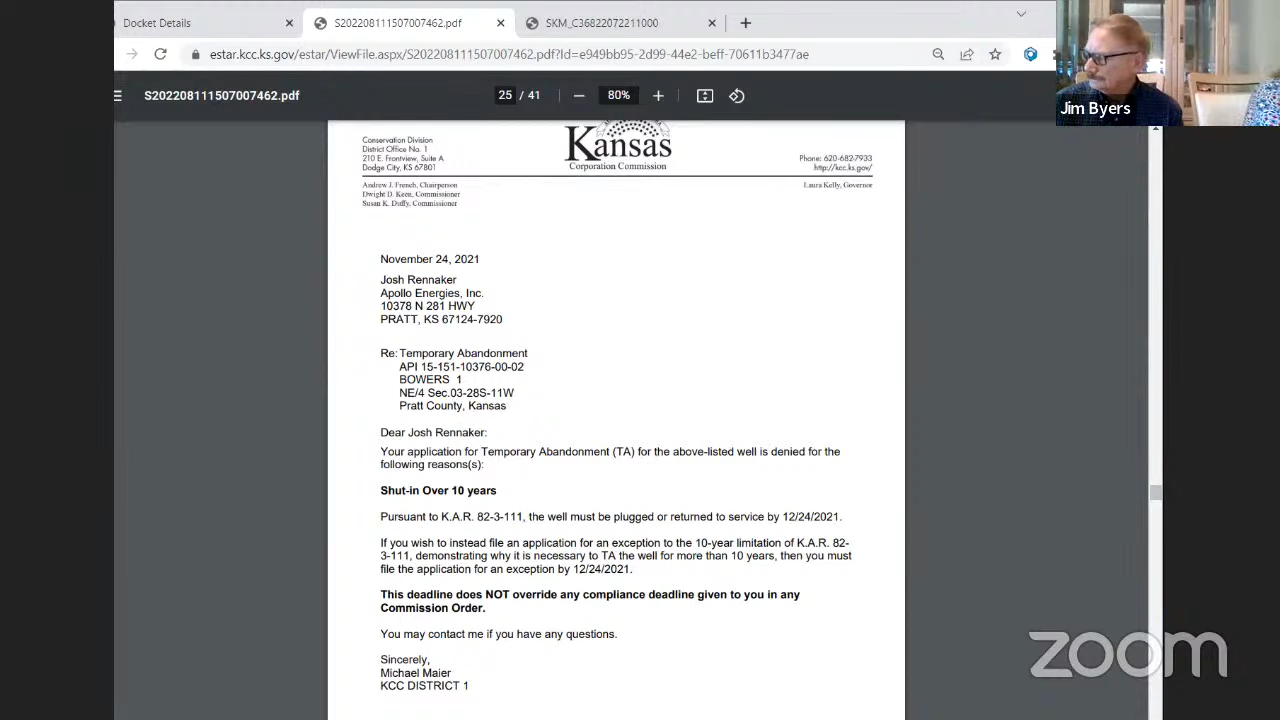 Docket Details
S202208111507007462.pdf
SKM_C36822072211000
estar.kcc.ks.gov/estar/ViewFile.aspx/S202208111507007462.pdf?Id=e949bb95-2d99-44e2-beff-70611b3477ae
S202208111507007462.pdf
25 / 41
80%
Jim Byers
Conservation Division
District Office No. 1
210 E. Frontview, Suite A
Dodge City, KS 67801
Kansas
Corporation Commission
Phone: 620-682-7933
http://kcc.ks.gov/
Andrew J. French, Chairperson
Dwight D. Keen, Commissioner
Susan K. Duffy, Commissioner
Laura Kelly, Governor
November 24, 2021
Josh Rennaker
Apollo Energies, Inc.
10378 N 281 HWY
PRATT, KS 67124-7920
Re: Temporary Abandonment
API 15-151-10376-00-02
BOWERS 1
NE/4 Sec.03-28S-11W
Pratt County, Kansas
Dear Josh Rennaker:
Your application for Temporary Abandonment (TA) for the above-listed well is denied for the
following reasons(s):
Shut-in Over 10 years
Pursuant to K.A.R. 82-3-111, the well must be plugged or returned to service by 12/24/2021.
If you wish to instead file an application for an exception to the 10-year limitation of K.A.R. 82-
3-111, demonstrating why it is necessary to TA the well for more than 10 years, then you must
file the application for an exception by 12/24/2021.
This deadline does NOT override any compliance deadline given to you in any
Commission Order.
You may contact me if you have any questions.
Sincerely,
Michael Maier
KCC DISTRICT 1
zoom